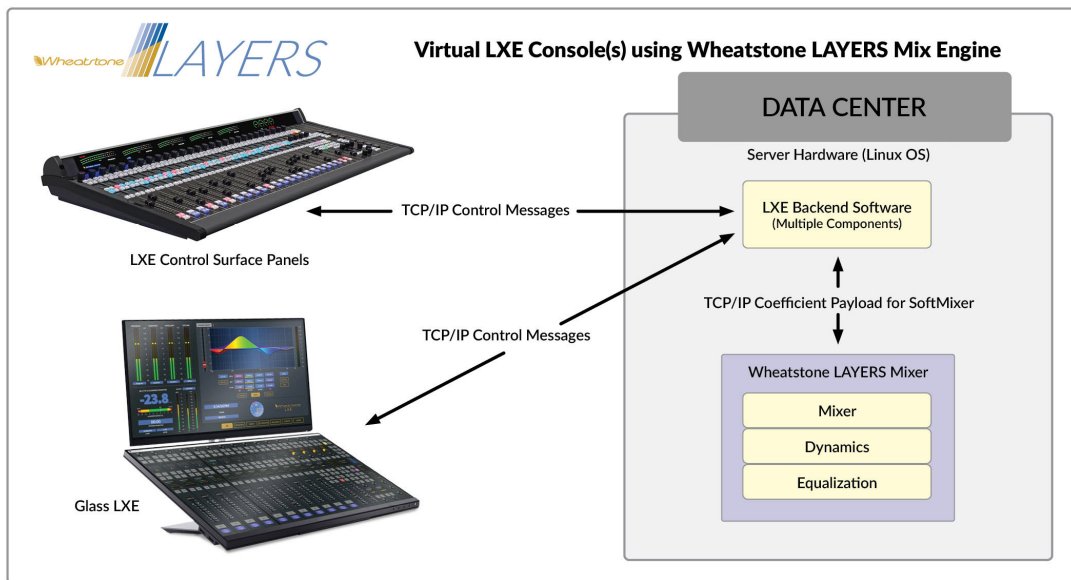 Wheatstone LAYERS
Virtual LXE Console(s) using Wheatstone LAYERS Mix Engine
DATA CENTER
Server Hardware (Linux OS)
LXE Backend Software
(Multiple Components)
TCP/IP Control Messages
LXE Control Surface Panels
TCP/IP Coefficient Payload for SoftMixer
TCP/IP Control Messages
Wheatstone LAYERS Mixer
Mixer
Dynamics
Equalization
-23.8
00:00
Glass LXE